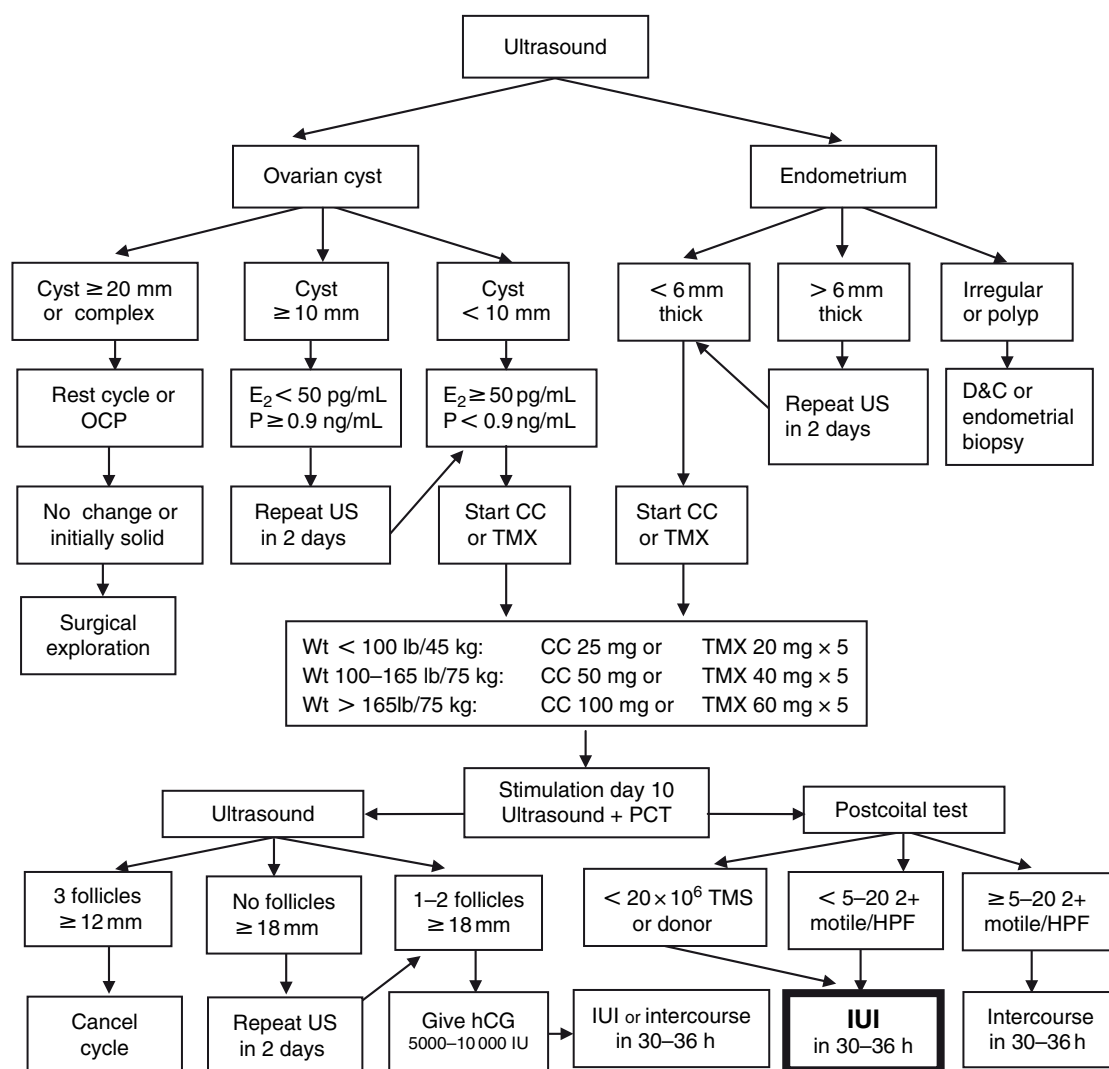 Ultrasound
Ovarian cyst
Endometrium
Cyst ≥ 20 mm
or complex
Cyst
≥ 10 mm
Cyst
< 10 mm
< 6 mm
thick
> 6 mm
thick
Irregular
or polyp
Rest cycle or
OCP
E₂ < 50 pg/mL
P ≥ 0.9 ng/mL
E₂ ≥ 50 pg/mL
P < 0.9 ng/mL
Repeat US
in 2 days
D&C or
endometrial
biopsy
No change or
initially solid
Repeat US
in 2 days
Start CC
or TMX
Start CC
or TMX
Surgical
exploration
Wt < 100 lb/45 kg: CC 25 mg or TMX 20 mg × 5
Wt 100–165 lb/75 kg: CC 50 mg or TMX 40 mg × 5
Wt > 165lb/75 kg: CC 100 mg or TMX 60 mg × 5
Stimulation day 10
Ultrasound + PCT
Ultrasound
Postcoital test
3 follicles
≥ 12 mm
No follicles
≥ 18 mm
1–2 follicles
≥ 18 mm
< 20 × 10⁶ TMS
or donor
< 5–20 2+
motile/HPF
≥ 5–20 2+
motile/HPF
Cancel
cycle
Repeat US
in 2 days
Give hCG
5000–10 000 IU
IUI or intercourse
in 30–36 h
IUI
in 30–36 h
Intercourse
in 30–36 h